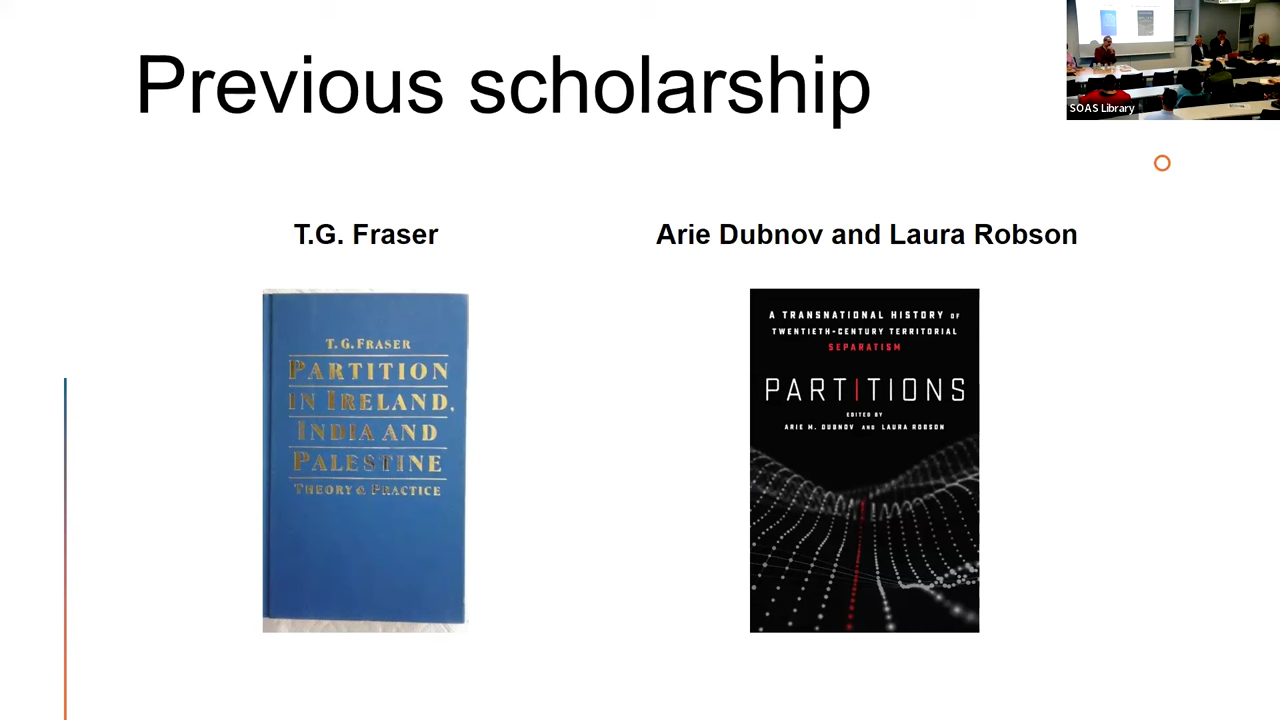 Previous scholarship
SOAS Library
T.G. Fraser
Arie Dubnov and Laura Robson
T. G. FRASER
PARTITION
IN IRELAND,
INDIA AND
PALESTINE
THEORY & PRACTICE
A TRANSNATIONAL HISTORY OF
TWENTIETH-CENTURY TERRITORIAL
SEPARATISM
PARTITIONS
EDITED BY
ARIE M. DUBNOV AND LAURA ROBSON